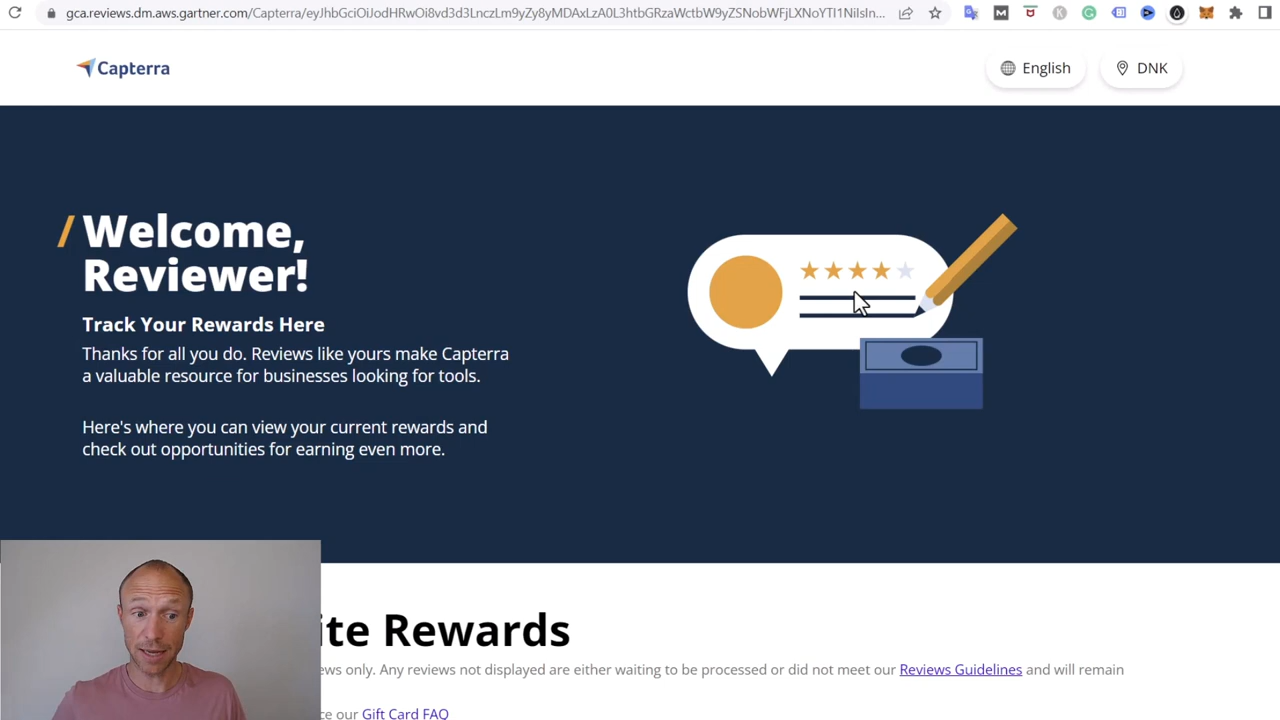 gca.reviews.dm.aws.gartner.com/Capterra/
Capterra
English
DNK
/ Welcome,
Reviewer!
Track Your Rewards Here
Thanks for all you do. Reviews like yours make Capterra
a valuable resource for businesses looking for tools.
Here's where you can view your current rewards and
check out opportunities for earning even more.
ite Rewards
ws only. Any reviews not displayed are either waiting to be processed or did not meet our Reviews Guidelines and will remain
ce our Gift Card FAQ